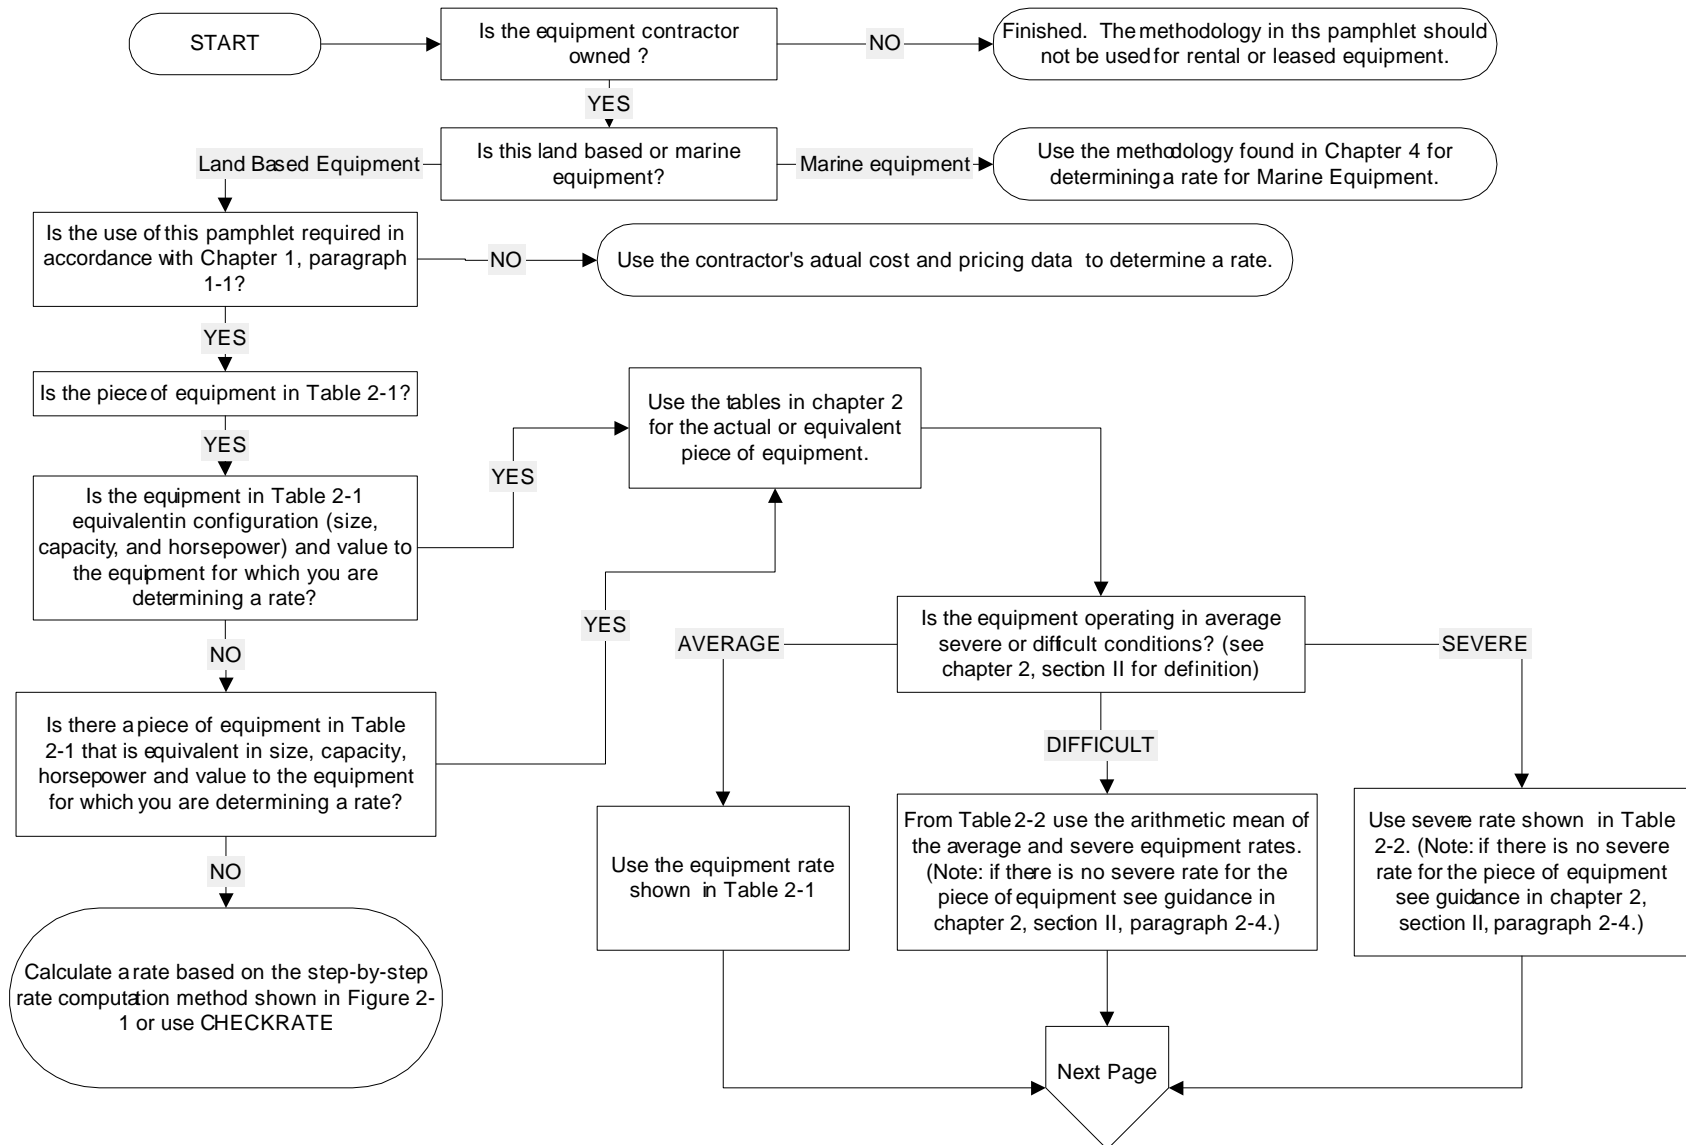 START
Is the equipment contractor
owned ?
NO
Finished.  The methodology in ths pamphlet should
not be used for rental or leased equipment.
YES
Is this land based or marine
equipment?
Land Based Equipment
Marine equipment
Use the methodology found in Chapter 4 for
determining a rate for Marine Equipment.
Is the use of this pamphlet required in
accordance with Chapter 1, paragraph
1-1?
NO
Use the contractor's actual cost and pricing data  to determine a rate.
YES
Is the piece of equipment in Table 2-1?
YES
Is the equipment in Table 2-1
equivalent in configuration (size,
capacity, and horsepower) and value to
the equipment for which you are
determining a rate?
YES
Use the tables in chapter 2
for the actual or equivalent
piece of equipment.
NO
YES
Is there a piece of equipment in Table
2-1 that is equivalent in size, capacity,
horsepower and value to the equipment
for which you are determining a rate?
NO
Calculate a rate based on the step-by-step
rate computation method shown in Figure 2-
1 or use CHECKRATE
Is the equipment operating in average
severe or difficult conditions? (see
chapter 2, section II for definition)
AVERAGE
SEVERE
DIFFICULT
Use the equipment rate
shown  in Table 2-1
From Table 2-2 use the arithmetic mean of
the average and severe equipment rates.
(Note: if there is no severe rate for the
piece of equipment see guidance in
chapter 2, section II, paragraph 2-4.)
Use severe rate shown  in Table
2-2. (Note: if there is no severe
rate for the piece of equipment
see guidance in chapter 2,
section II, paragraph 2-4.)
Next Page